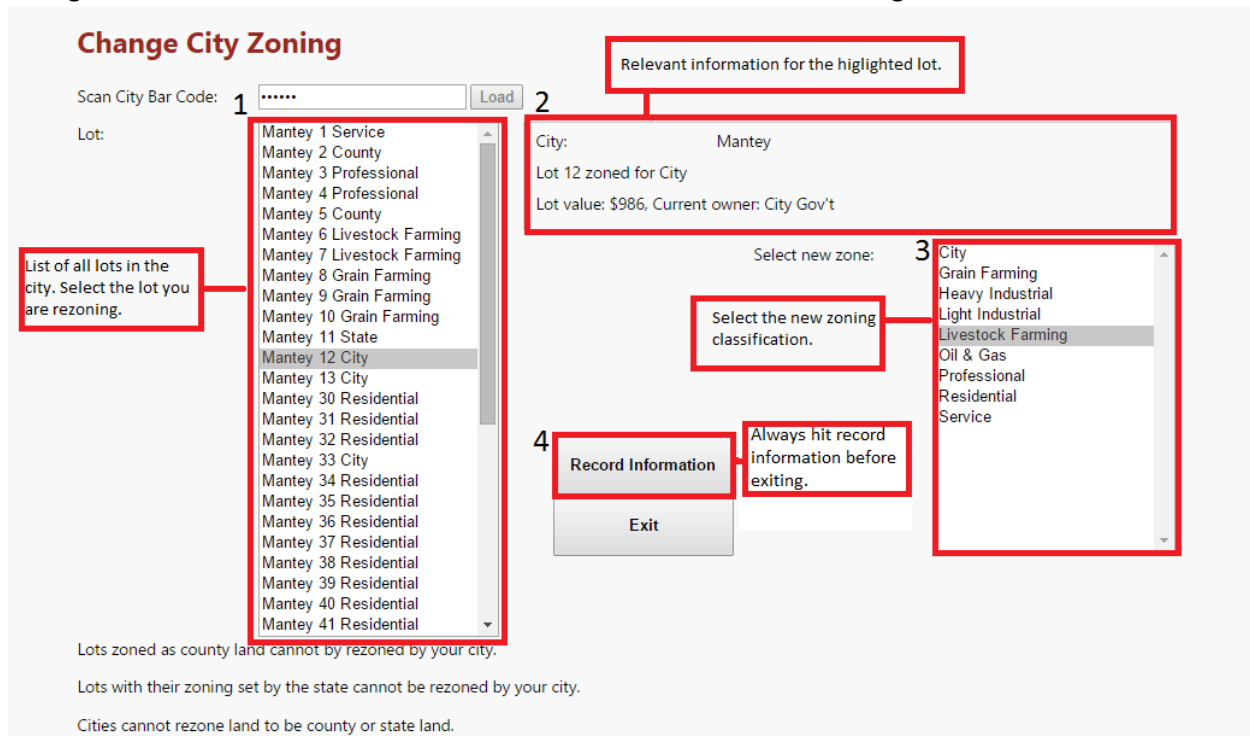 Change City Zoning
Relevant information for the higlighted lot.
Scan City Bar Code:
1
••••••
Load
2
Lot:
Mantey 1 Service
Mantey 2 County
Mantey 3 Professional
Mantey 4 Professional
Mantey 5 County
Mantey 6 Livestock Farming
Mantey 7 Livestock Farming
Mantey 8 Grain Farming
Mantey 9 Grain Farming
Mantey 10 Grain Farming
Mantey 11 State
Mantey 12 City
Mantey 13 City
Mantey 30 Residential
Mantey 31 Residential
Mantey 32 Residential
Mantey 33 City
Mantey 34 Residential
Mantey 35 Residential
Mantey 36 Residential
Mantey 37 Residential
Mantey 38 Residential
Mantey 39 Residential
Mantey 40 Residential
Mantey 41 Residential
List of all lots in the
city. Select the lot you
are rezoning.
City: Mantey
Lot 12 zoned for City
Lot value: $986, Current owner: City Gov't
Select new zone:
3
City
Grain Farming
Heavy Industrial
Light Industrial
Livestock Farming
Oil & Gas
Professional
Residential
Service
Select the new zoning
classification.
4
Record Information
Always hit record
information before
exiting.
Exit
Lots zoned as county land cannot by rezoned by your city.
Lots with their zoning set by the state cannot be rezoned by your city.
Cities cannot rezone land to be county or state land.